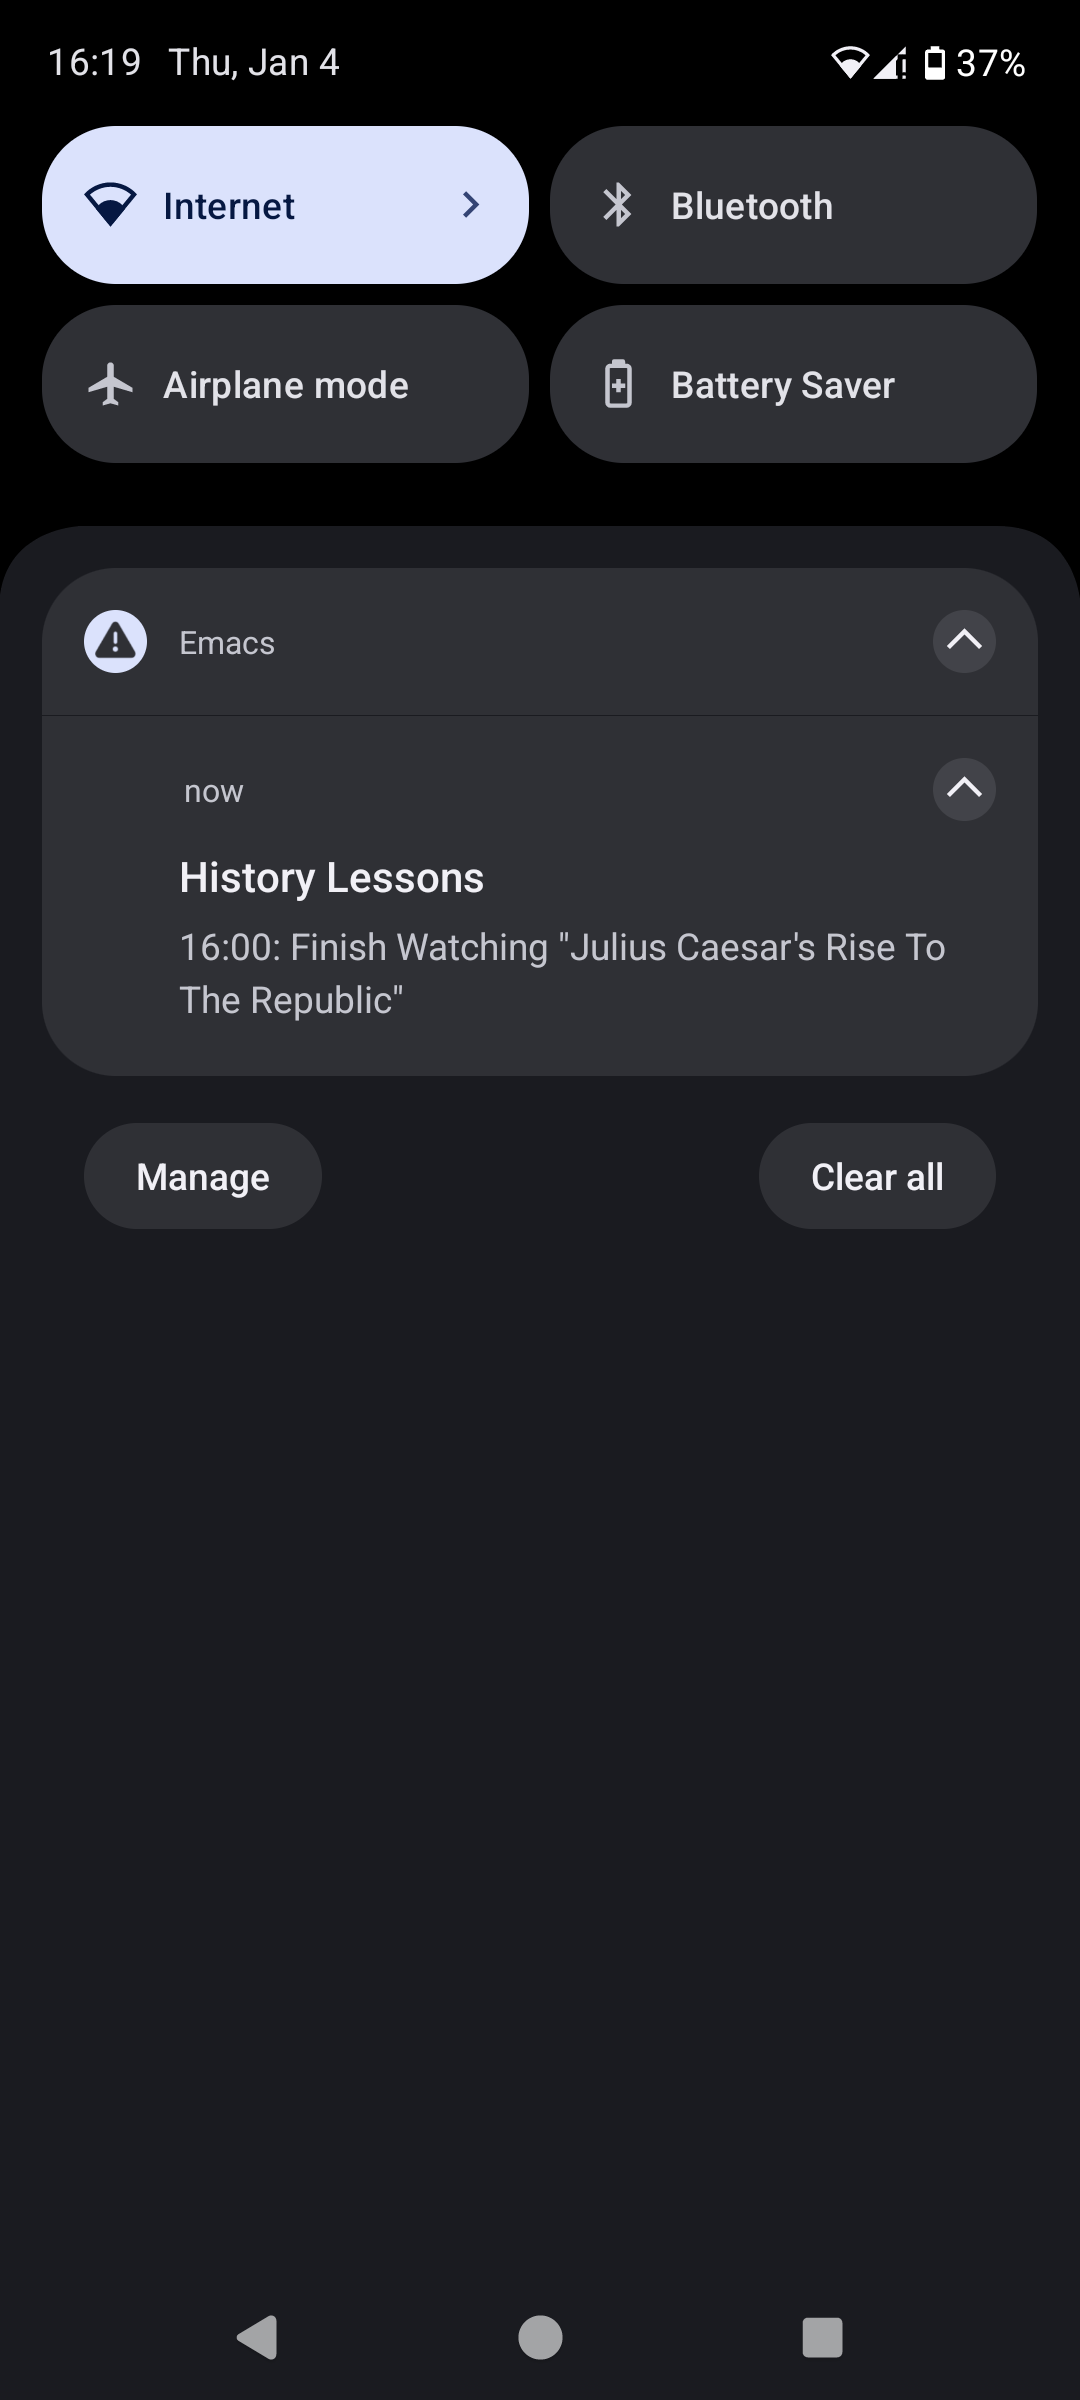 16:19 Thu, Jan 4 37%
Internet
Bluetooth
Airplane mode
Battery Saver
Emacs
now
History Lessons
16:00: Finish Watching "Julius Caesar's Rise To
The Republic"
Manage
Clear all